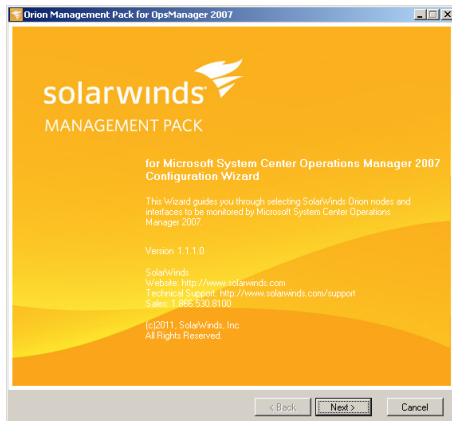 Orion Management Pack for OpsManager 2007
solarwinds
MANAGEMENT PACK
for Microsoft System Center Operations Manager 2007
Configuration Wizard
This Wizard guides you through selecting SolarWinds Orion nodes and
interfaces to be monitored by Microsoft System Center Operations
Manager 2007.
Version 1.1.1.0
SolarWinds
Website: http://www.solarwinds.com
Technical Support: http://www.solarwinds.com/support
Sales: 1.866.530.8100
(c)2011, SolarWinds, Inc
All Rights Reserved.
< Back
Next >
Cancel